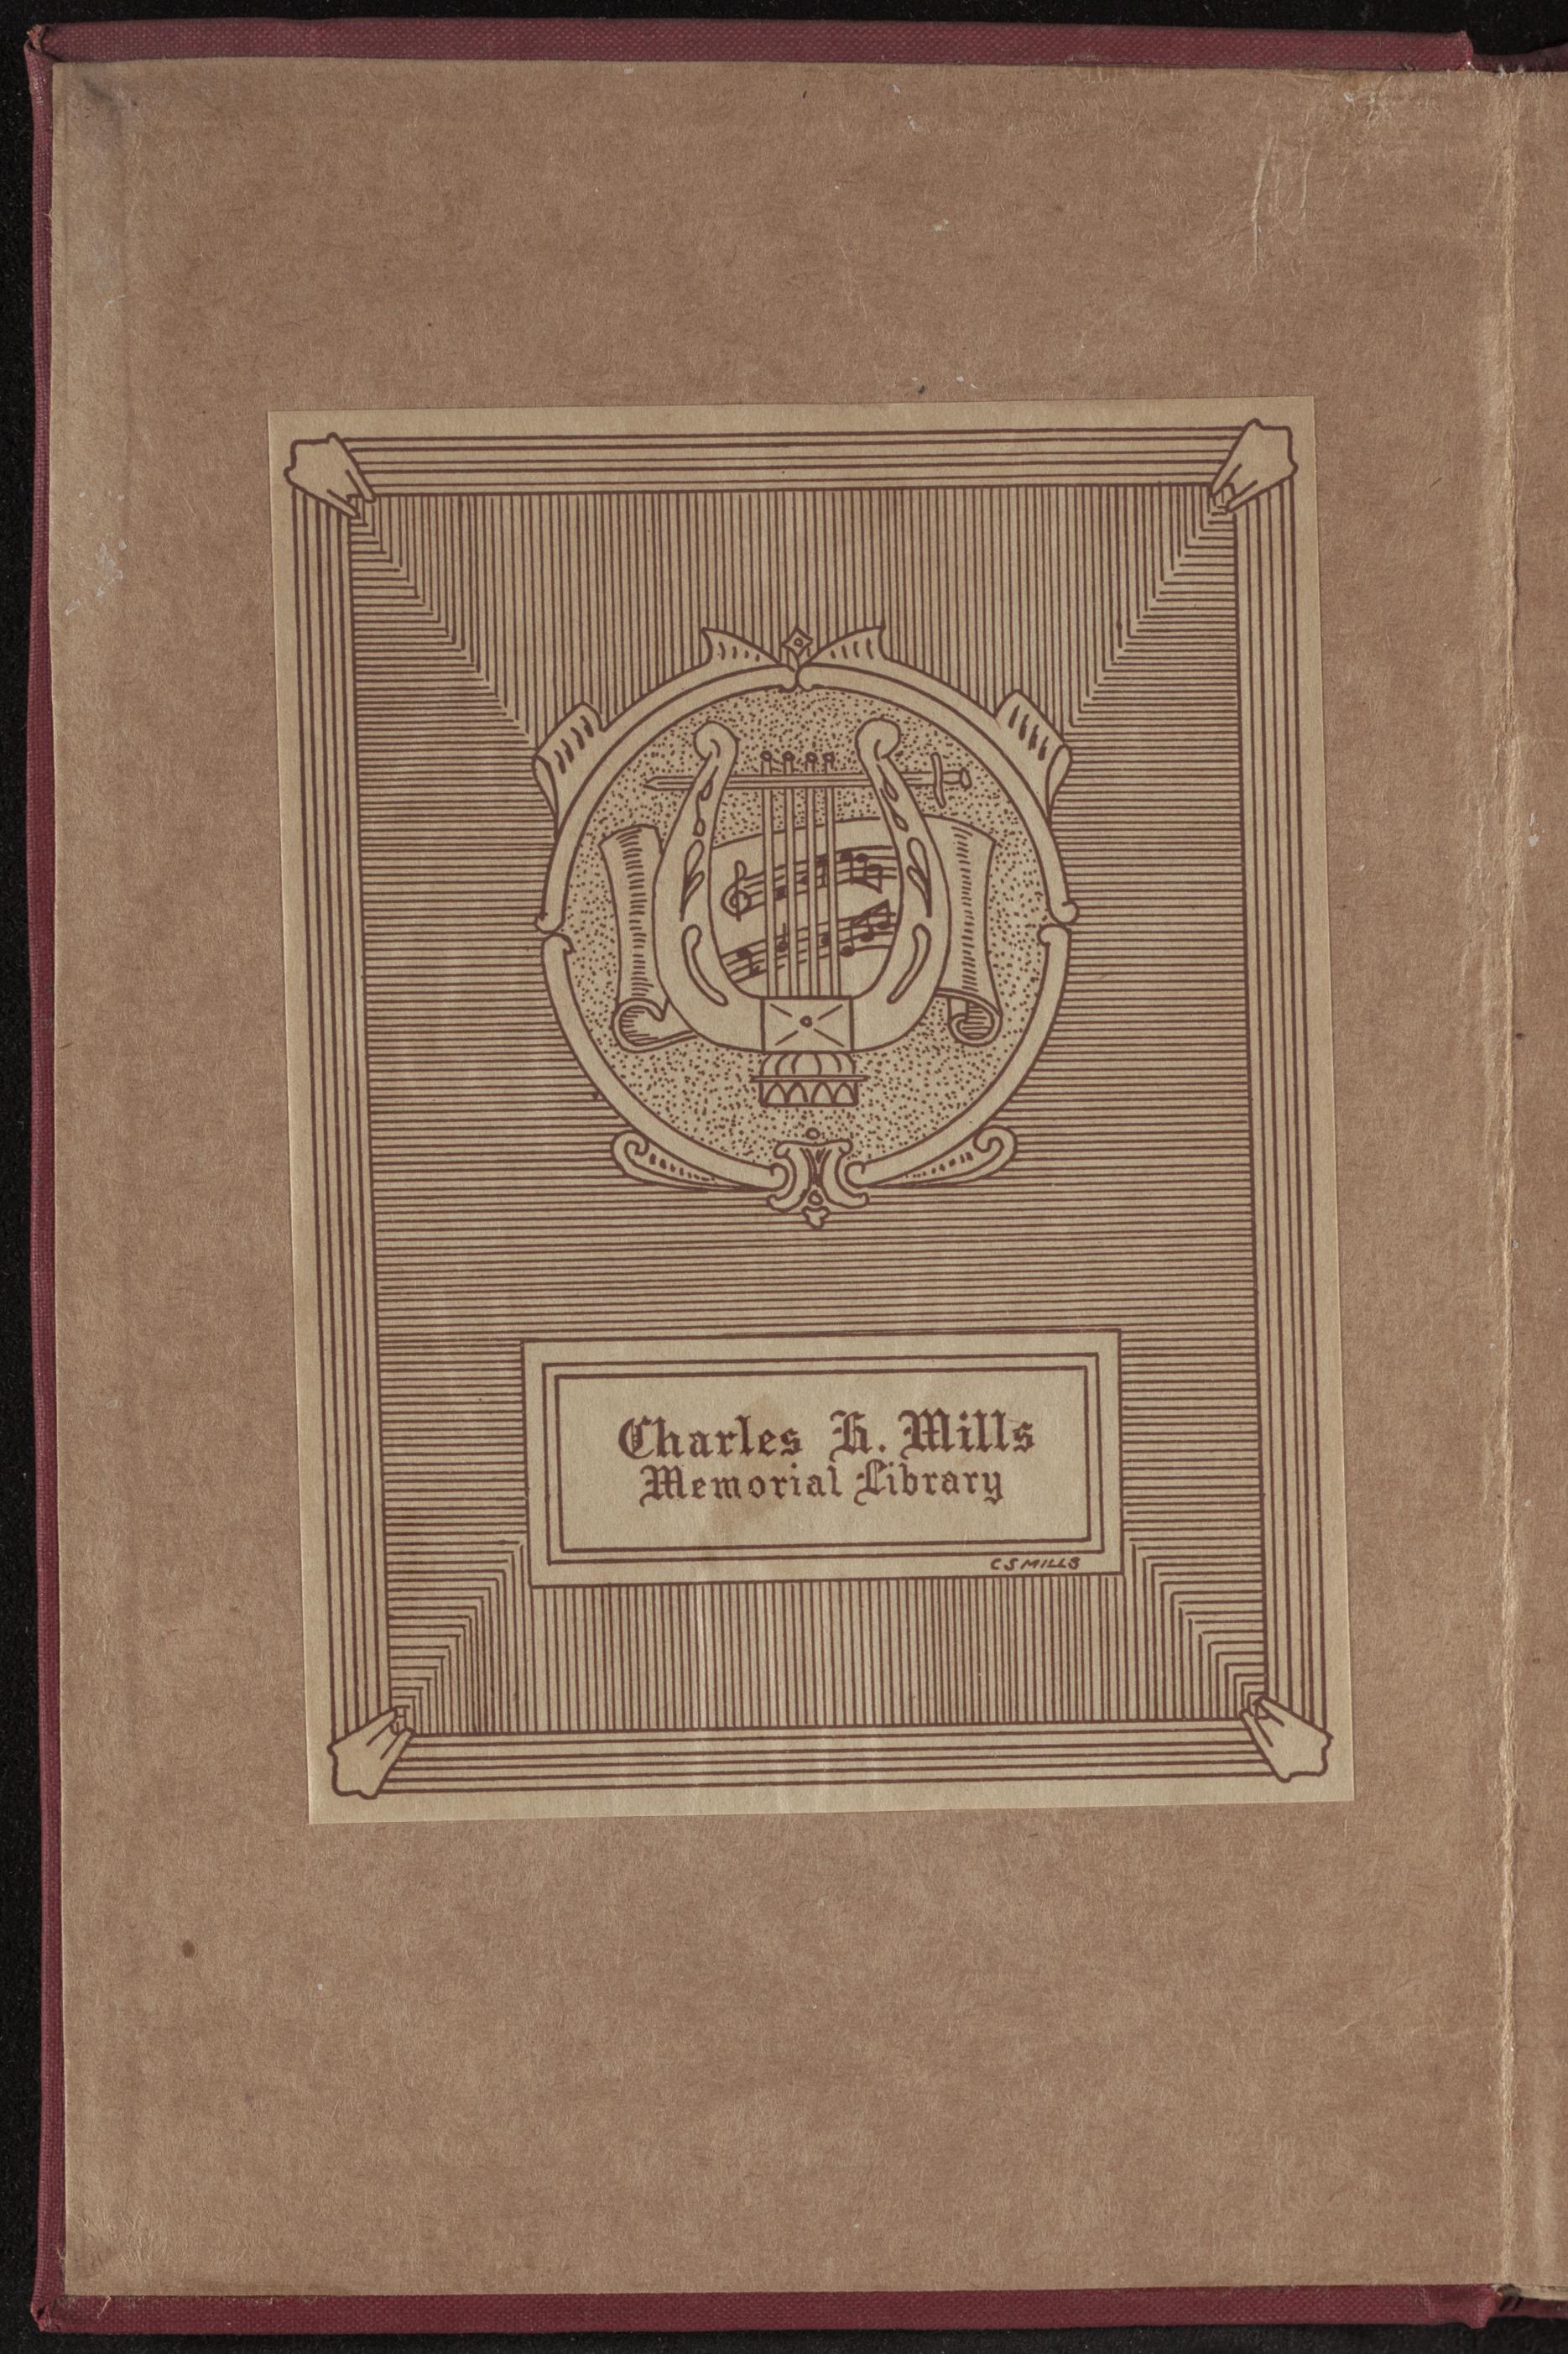 Charles H. Mills
Memorial Library
C S MILLS